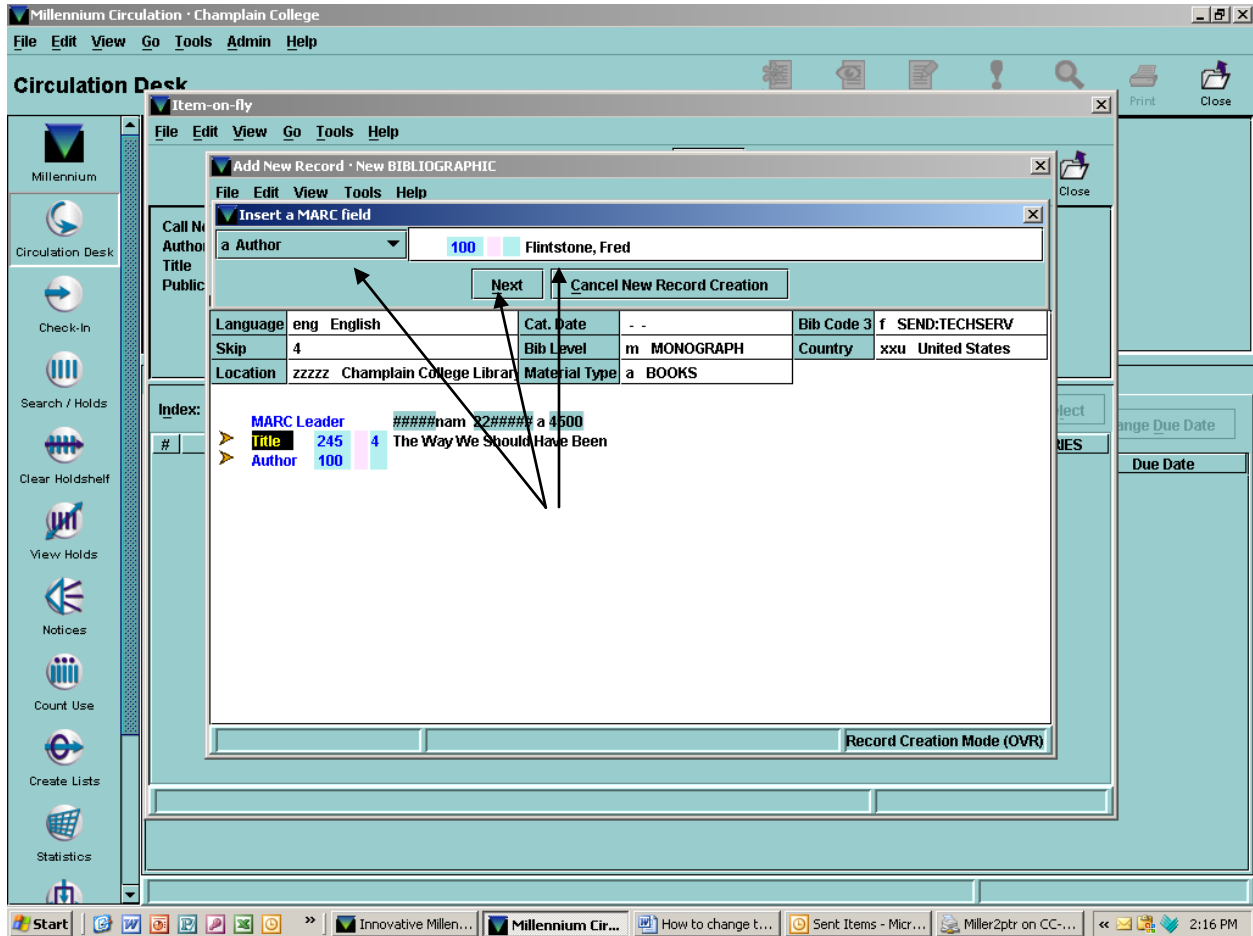 Millennium Circulation · Champlain College
File Edit View Go Tools Admin Help
Circulation Desk
Print
Close
Item-on-fly
File Edit View Go Tools Help
Close
Add New Record · New BIBLIOGRAPHIC
File Edit View Tools Help
Insert a MARC field
a Author 100 Flintstone, Fred
Next Cancel New Record Creation
Call
Title
Public
Language eng English Cat. Date - - Bib Code 3 f SEND:TECHSERV
Skip 4 Bib Level m MONOGRAPH Country xxu United States
Location zzzzz Champlain College Library Material Type a BOOKS
MARC Leader #####nam 22##### a 4500
Title 245 4 The Way We Should Have Been
Author 100
Record Creation Mode (OVR)
Index:
#
Due Date
Due Date
Millennium
Circulation Desk
Check-In
Search / Holds
Clear Holdshelf
View Holds
Notices
Count Use
Create Lists
Statistics
Start » Innovative Millen... Millennium Cir... How to change t... Sent Items - Micr... Miller2ptr on CC-... « 2:16 PM